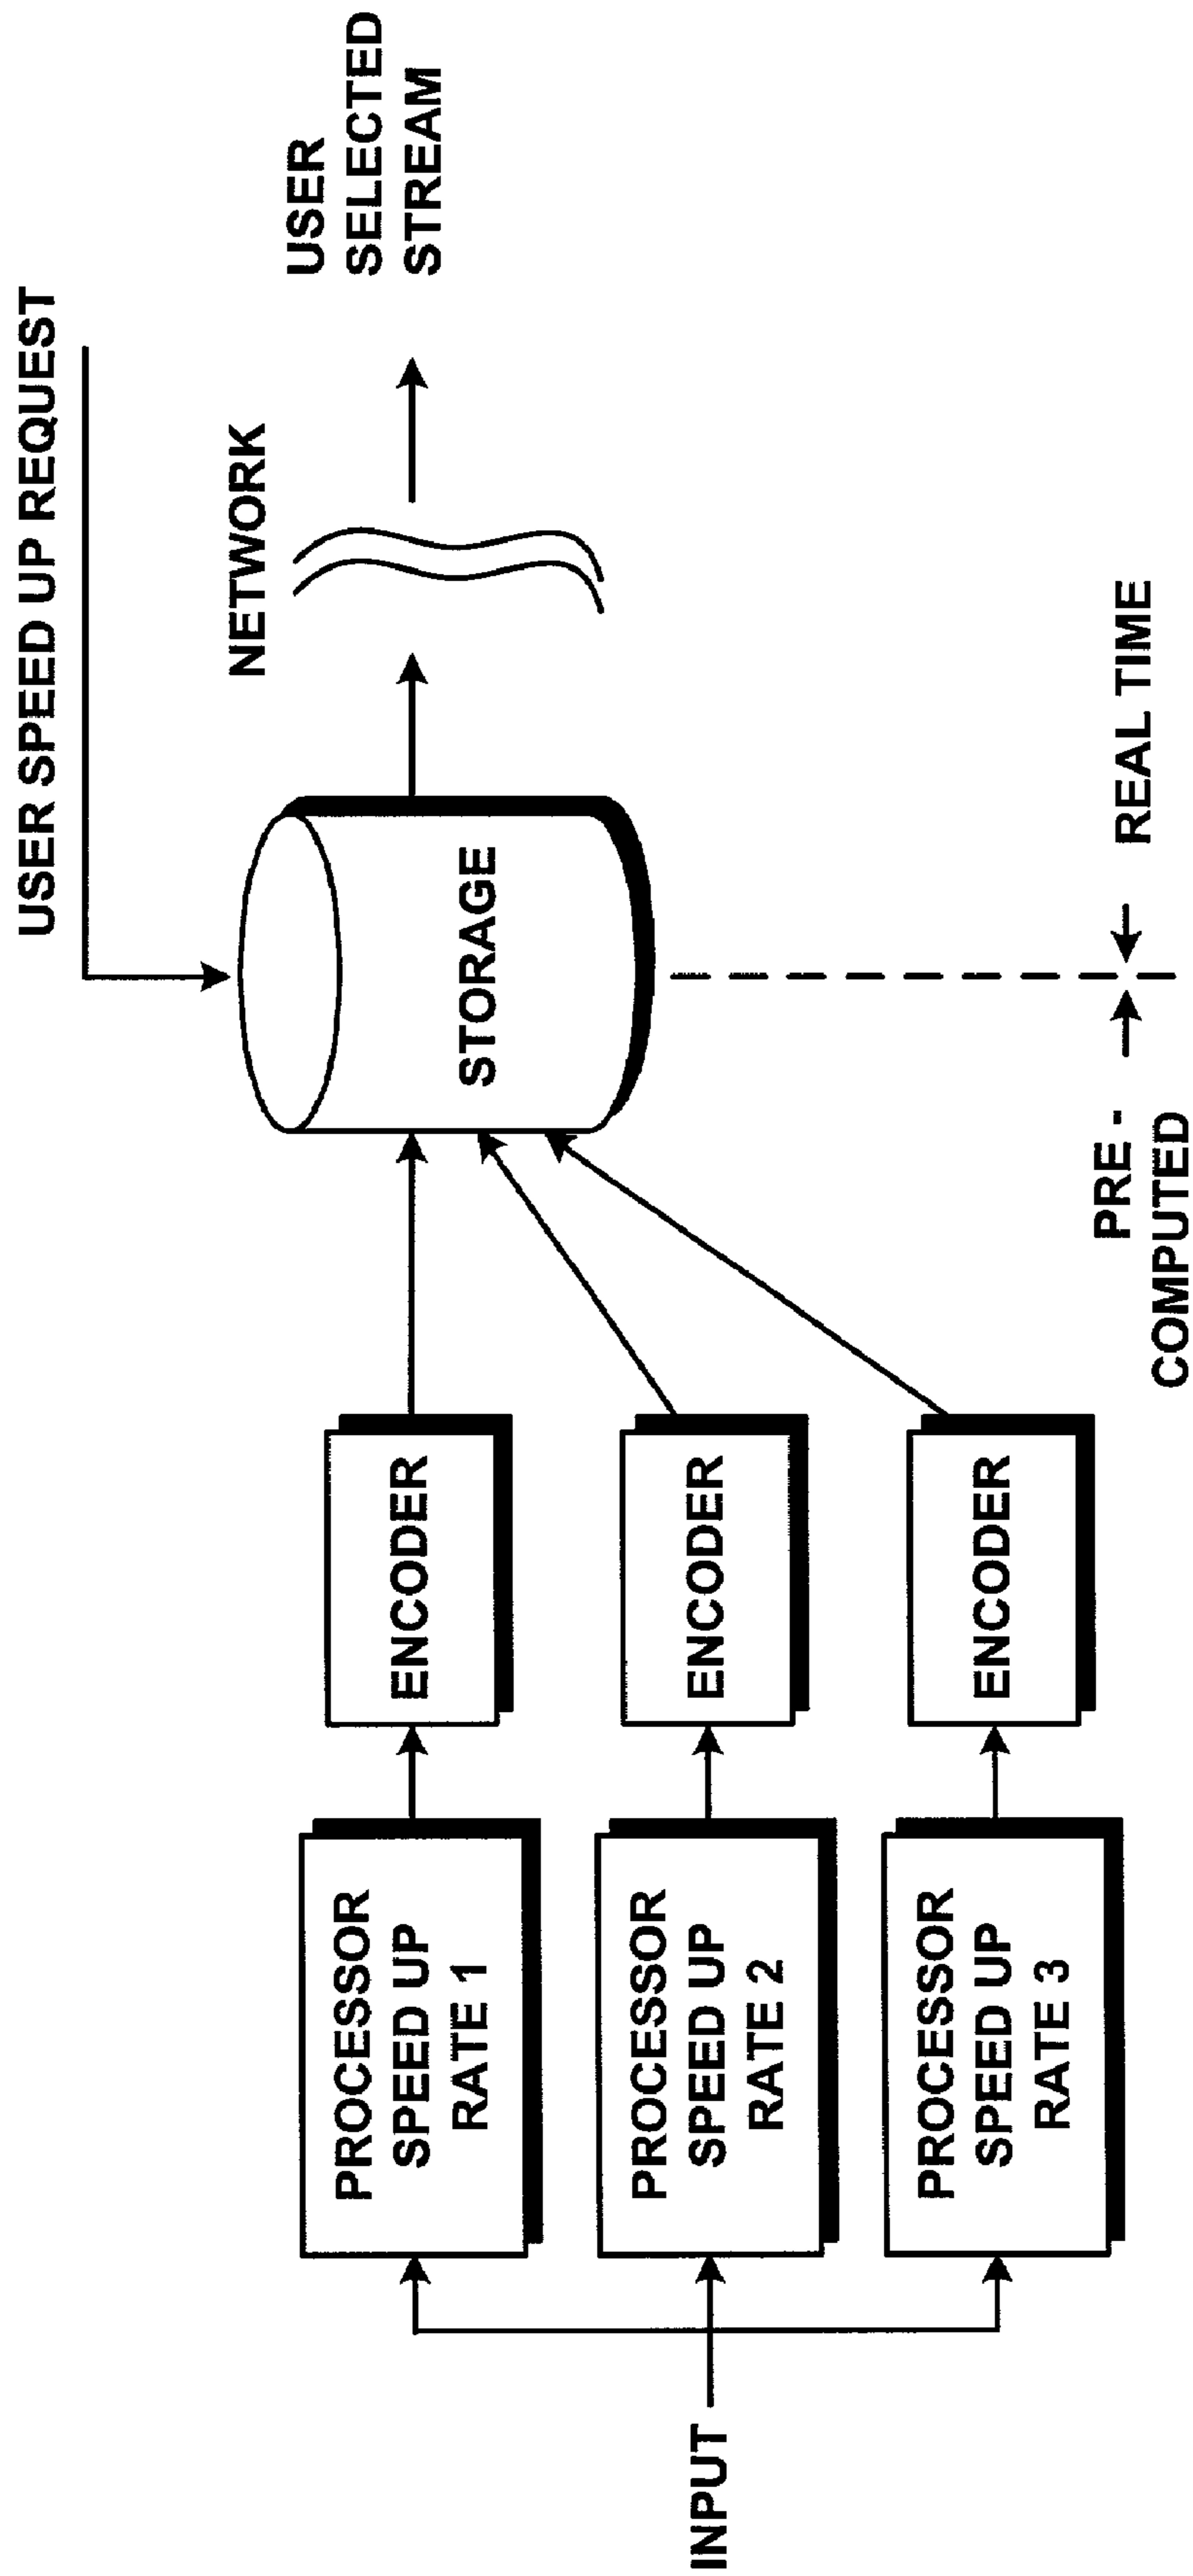 USER SPEED UP REQUEST
NETWORK
USER
SELECTED
STREAM
STORAGE
ENCODER
ENCODER
ENCODER
PROCESSOR
SPEED UP
RATE 1
PROCESSOR
SPEED UP
RATE 2
PROCESSOR
SPEED UP
RATE 3
INPUT
PRE -
COMPUTED
REAL TIME